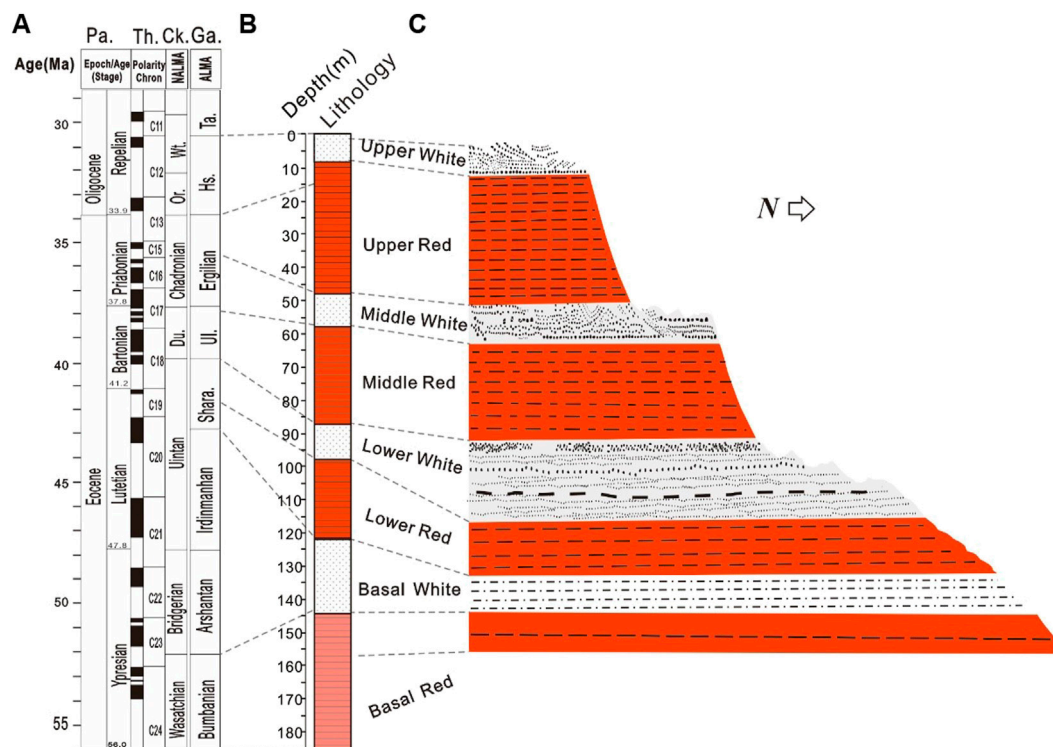 A
B
C
Pa. Th. Ck. Ga.
Age(Ma)
Epoch/Age
(Stage)
Polarity
Chron
NALMA
ALMA
Depth(m)
Lithology
30
35
40
45
50
55
Oligocene
Eocene
Repelian
33.9
Priabonian
37.8
Bartonian
41.2
Lutetian
47.8
Ypresian
56.0
C11
C12
C13
C15
C16
C17
C18
C19
C20
C21
C22
C23
C24
Wt.
Or.
Chadronian
Du.
Uintan
Bridgerian
Wasatchian
Ta.
Hs.
Ergilian
Ul.
Shara.
Irdinmanhan
Arshantan
Bumbanian
0
10
20
30
40
50
60
70
80
90
100
110
120
130
140
150
160
170
180
Upper White
Upper Red
Middle White
Middle Red
Lower White
Lower Red
Basal White
Basal Red
N